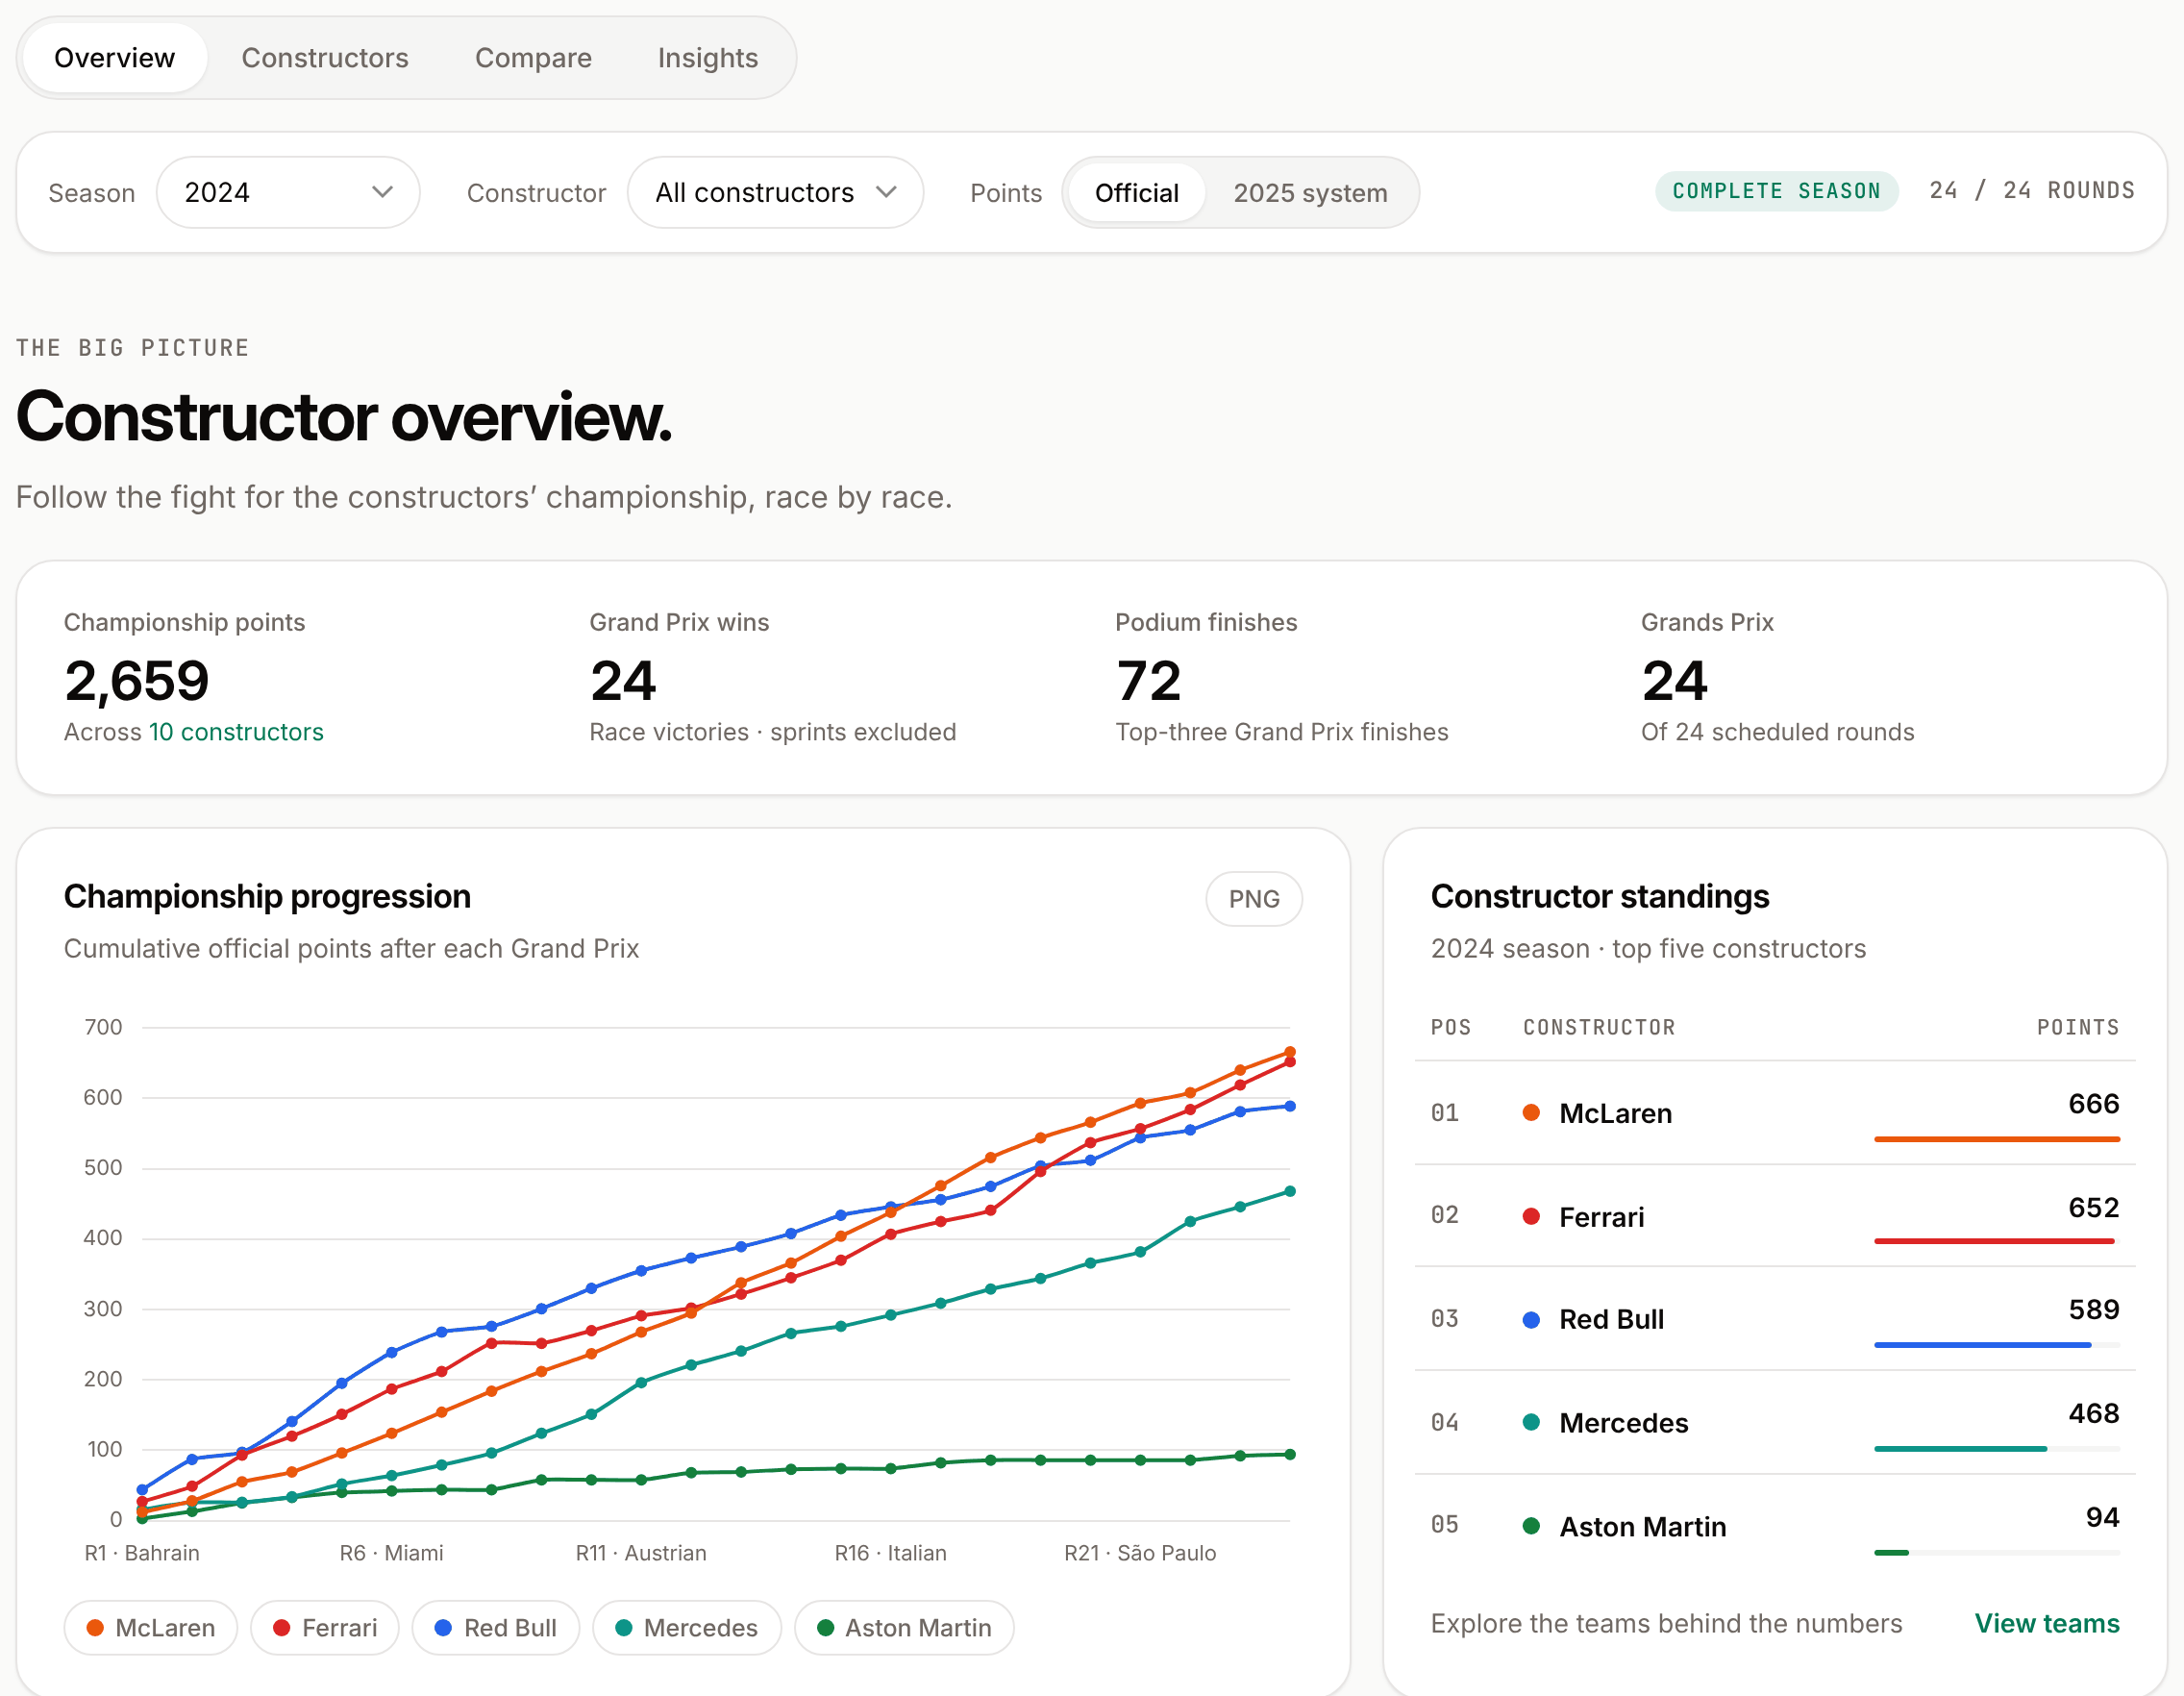 Overview Constructors Compare Insights
Season 2024 Constructor All constructors Points Official 2025 system COMPLETE SEASON 24 / 24 ROUNDS
THE BIG PICTURE
Constructor overview.
Follow the fight for the constructors’ championship, race by race.
Championship points
2,659
Across 10 constructors
Grand Prix wins
24
Race victories · sprints excluded
Podium finishes
72
Top-three Grand Prix finishes
Grands Prix
24
Of 24 scheduled rounds
Championship progression
PNG
Cumulative official points after each Grand Prix
700
600
500
400
300
200
100
0
R1 · Bahrain R6 · Miami R11 · Austrian R16 · Italian R21 · São Paulo
McLaren Ferrari Red Bull Mercedes Aston Martin
Constructor standings
2024 season · top five constructors
POS CONSTRUCTOR POINTS
01 McLaren 666
02 Ferrari 652
03 Red Bull 589
04 Mercedes 468
05 Aston Martin 94
Explore the teams behind the numbers View teams